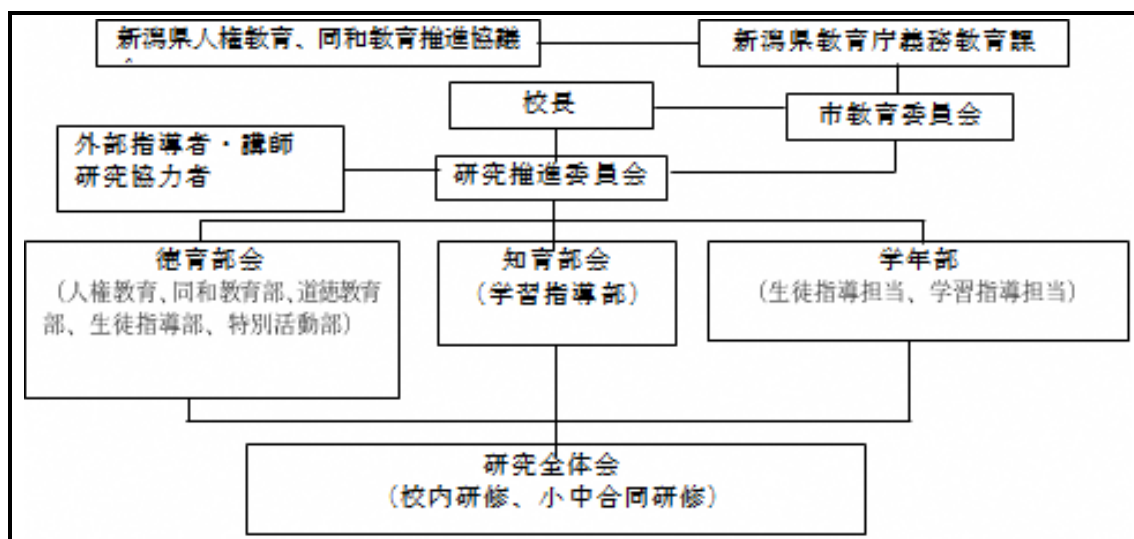 新潟県人権教育、同和教育推進協議
新潟県教育庁義務教育課
校長
市教育委員会
外部指導者・講師
研究協力者
研究推進委員会
徳育部会
（人権教育、同和教育部、道徳教育
部、生徒指導部、特別活動部）
知育部会
（学習指導部）
学年部
（生徒指導担当、学習指導担当）
研究全体会
（校内研修、小中合同研修）